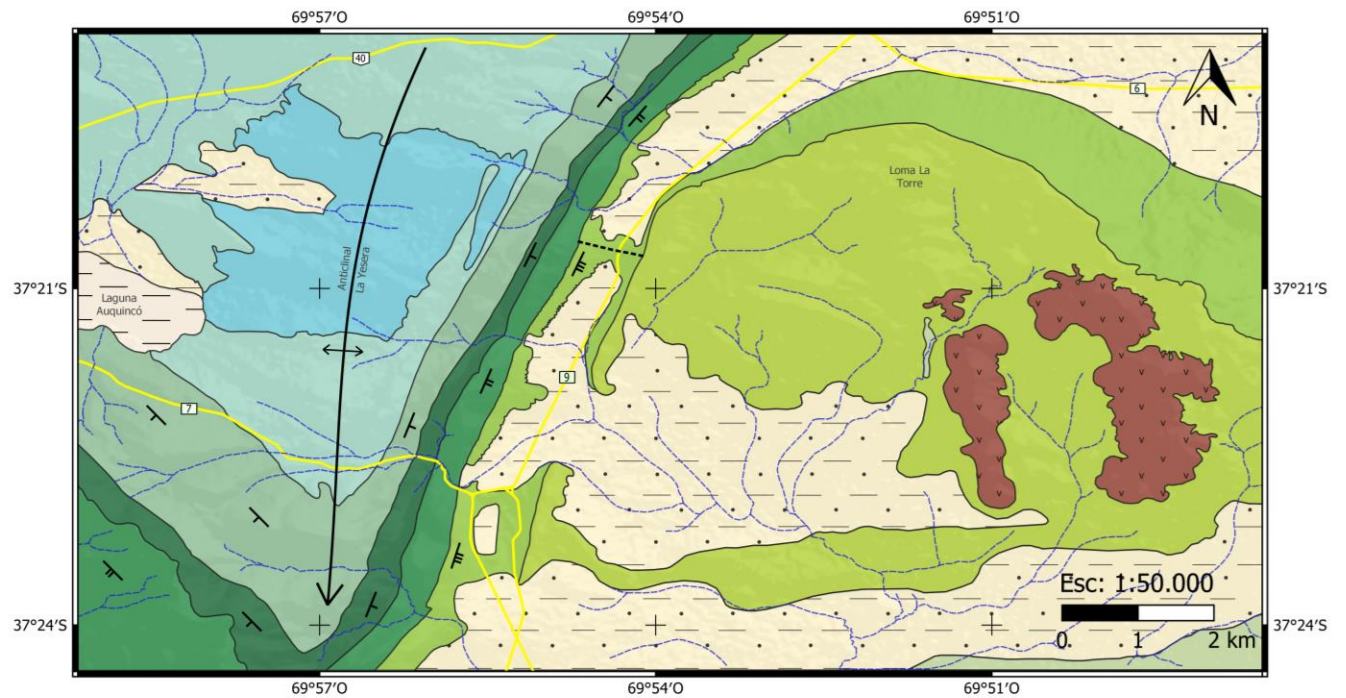 69°57'O
69°54'O
69°51'O
40
6
N
Loma La
Torre
Anticlinal
La Yesera
37°21'S
37°21'S
Laguna
Auquincó
9
7
Esc: 1:50.000
0
1
2 km
37°24'S
37°24'S
69°57'O
69°54'O
69°51'O